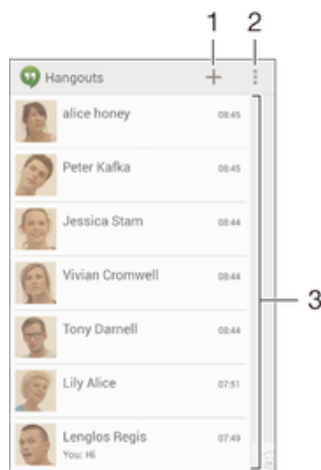 1 2
Hangouts
alice honey 08:45
Peter Kafka 08:45
Jessica Stam 08:44
Vivian Cromwell 08:44
3
Tony Darnell 08:44
Lily Alice 07:51
Lenglos Regis 07:49
You: Hi